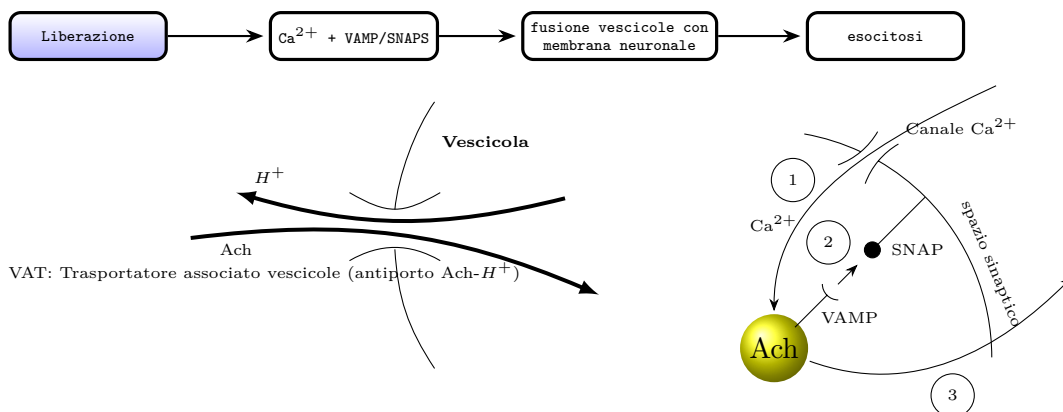 Liberazione
Ca²⁺ + VAMP/SNAPS
fusione vescicole con
membrana neuronale
esocitosi
Vescicola
H⁺
Ach
VAT: Trasportatore associato vescicole (antiporto Ach-H⁺)
Canale Ca²⁺
1
Ca²⁺
2
SNAP
spazio sinaptico
VAMP
Ach
3